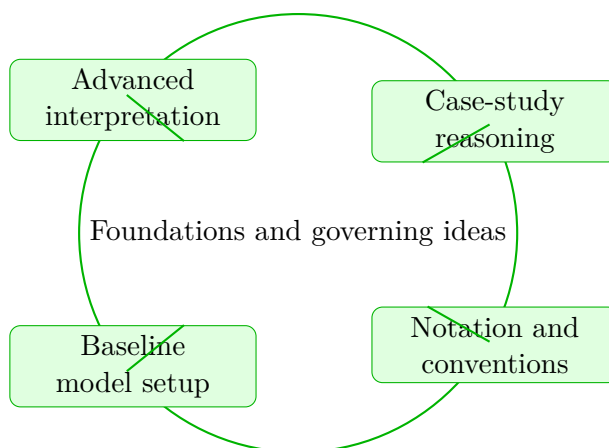 Advanced
interpretation
Case-study
reasoning
Foundations and governing ideas
Baseline
model setup
Notation and
conventions